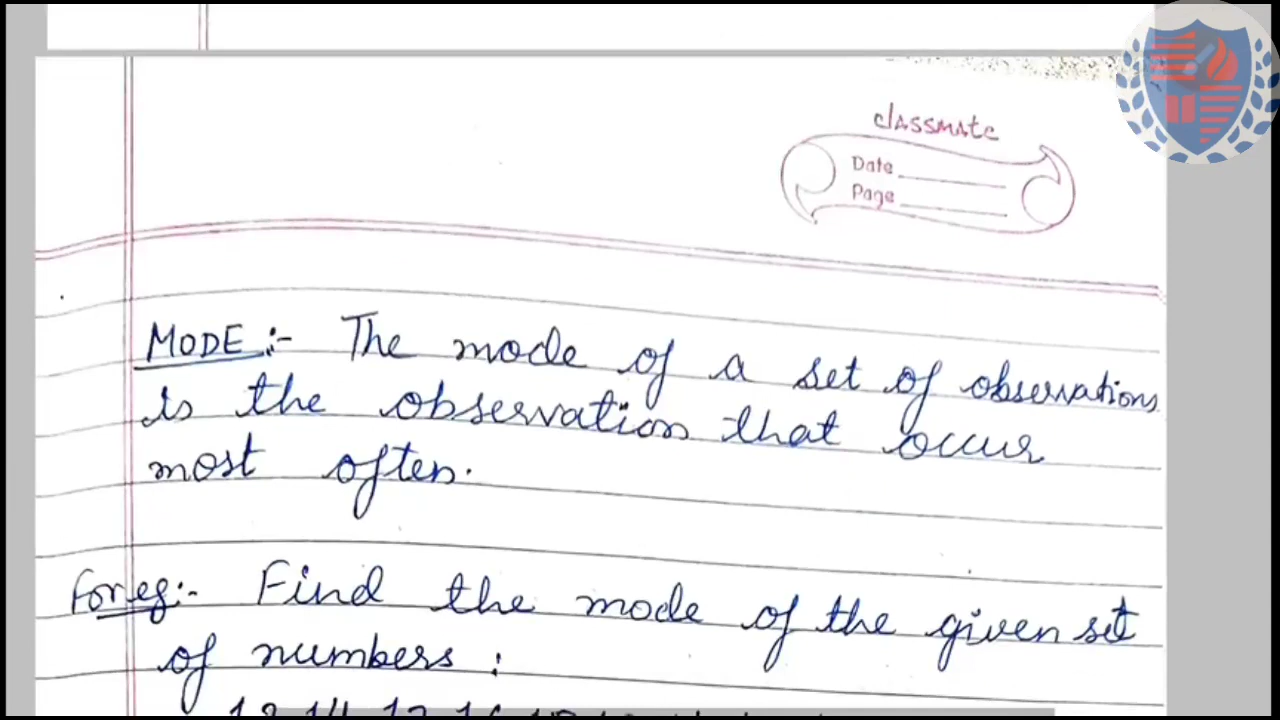 classmate
Date
Page
MODE:- The mode of a set of observations
is the observation that occur
most often.
For eg:- Find the mode of the given set
of numbers :